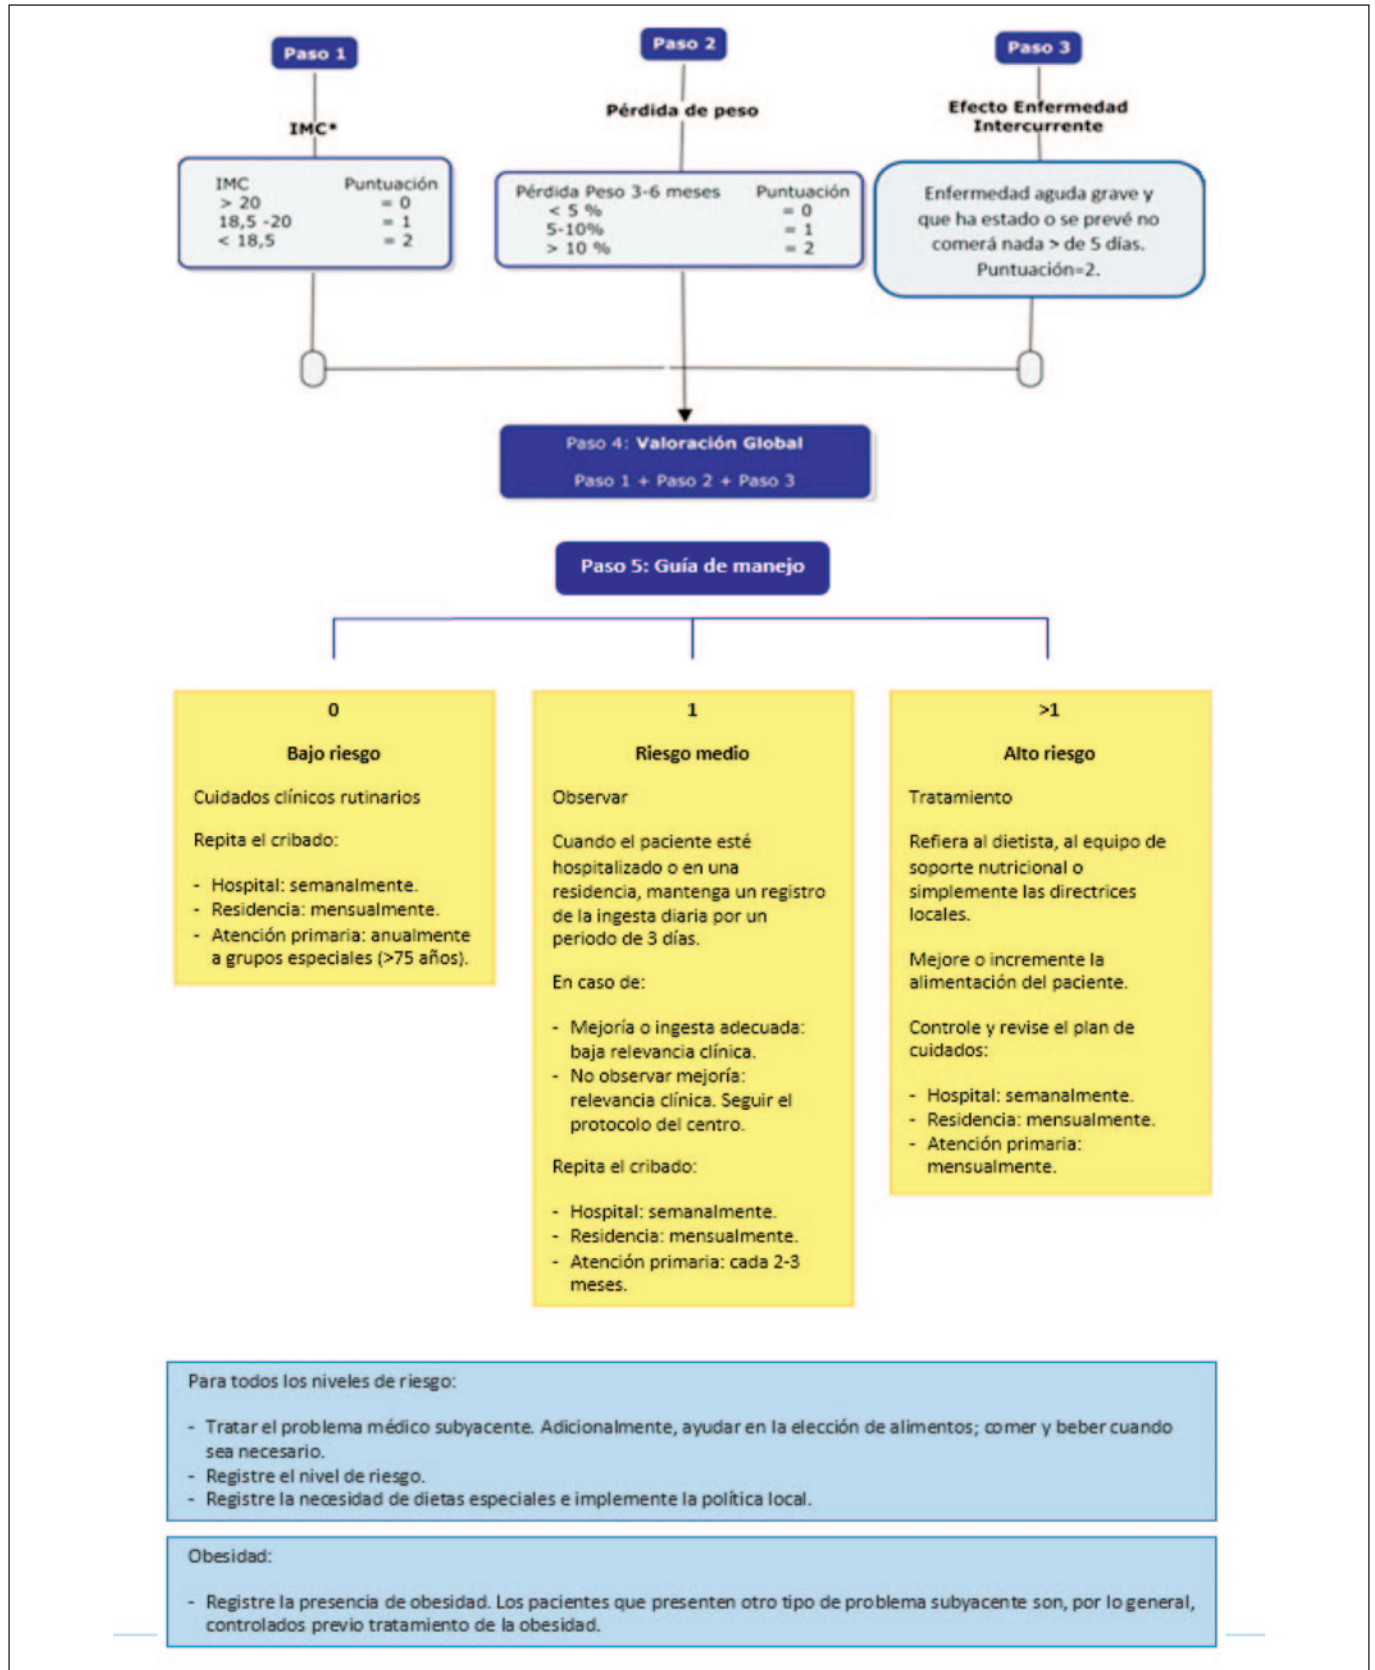 Paso 1
IMC*
IMC Puntuación
> 20 = 0
18,5 -20 = 1
< 18,5 = 2
Paso 2
Pérdida de peso
Pérdida Peso 3-6 meses Puntuación
< 5 % = 0
5-10% = 1
> 10 % = 2
Paso 3
Efecto Enfermedad
Intercurrente
Enfermedad aguda grave y
que ha estado o se prevé no
comerá nada > de 5 días.
Puntuación=2.
Paso 4: Valoración Global
Paso 1 + Paso 2 + Paso 3
Paso 5: Guía de manejo
0
Bajo riesgo
Cuidados clínicos rutinarios
Repita el cribado:
- Hospital: semanalmente.
- Residencia: mensualmente.
- Atención primaria: anualmente
a grupos especiales (>75 años).
1
Riesgo medio
Observar
Cuando el paciente esté
hospitalizado o en una
residencia, mantenga un registro
de la ingesta diaria por un
periodo de 3 días.
En caso de:
- Mejoría o ingesta adecuada:
baja relevancia clínica.
- No observar mejoría:
relevancia clínica. Seguir el
protocolo del centro.
Repita el cribado:
- Hospital: semanalmente.
- Residencia: mensualmente.
- Atención primaria: cada 2-3
meses.
>1
Alto riesgo
Tratamiento
Refiera al dietista, al equipo de
soporte nutricional o
simplemente las directrices
locales.
Mejore o incremente la
alimentación del paciente.
Controle y revise el plan de
cuidados:
- Hospital: semanalmente.
- Residencia: mensualmente.
- Atención primaria:
mensualmente.
Para todos los niveles de riesgo:
- Tratar el problema médico subyacente. Adicionalmente, ayudar en la elección de alimentos; comer y beber cuando
sea necesario.
- Registre el nivel de riesgo.
- Registre la necesidad de dietas especiales e implemente la política local.
Obesidad:
- Registre la presencia de obesidad. Los pacientes que presenten otro tipo de problema subyacente son, por lo general,
controlados previo tratamiento de la obesidad.